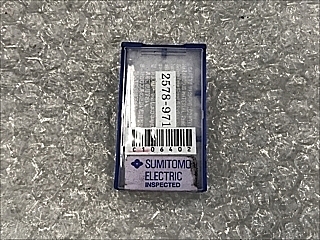 2578-971
C106402
SUMITOMO
ELECTRIC
INSPECTED